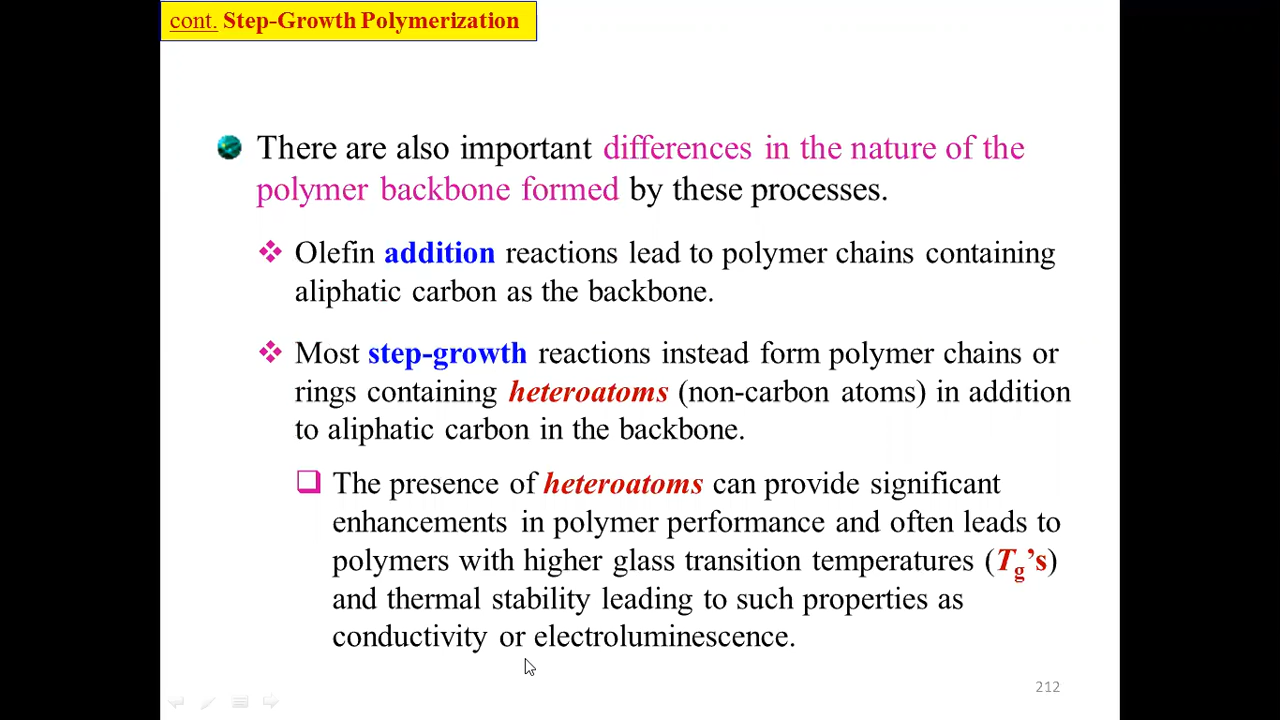 cont. Step-Growth Polymerization
There are also important differences in the nature of the
polymer backbone formed by these processes.
Olefin addition reactions lead to polymer chains containing
aliphatic carbon as the backbone.
Most step-growth reactions instead form polymer chains or
rings containing heteroatoms (non-carbon atoms) in addition
to aliphatic carbon in the backbone.
The presence of heteroatoms can provide significant
enhancements in polymer performance and often leads to
polymers with higher glass transition temperatures (Tg's)
and thermal stability leading to such properties as
conductivity or electroluminescence.
212